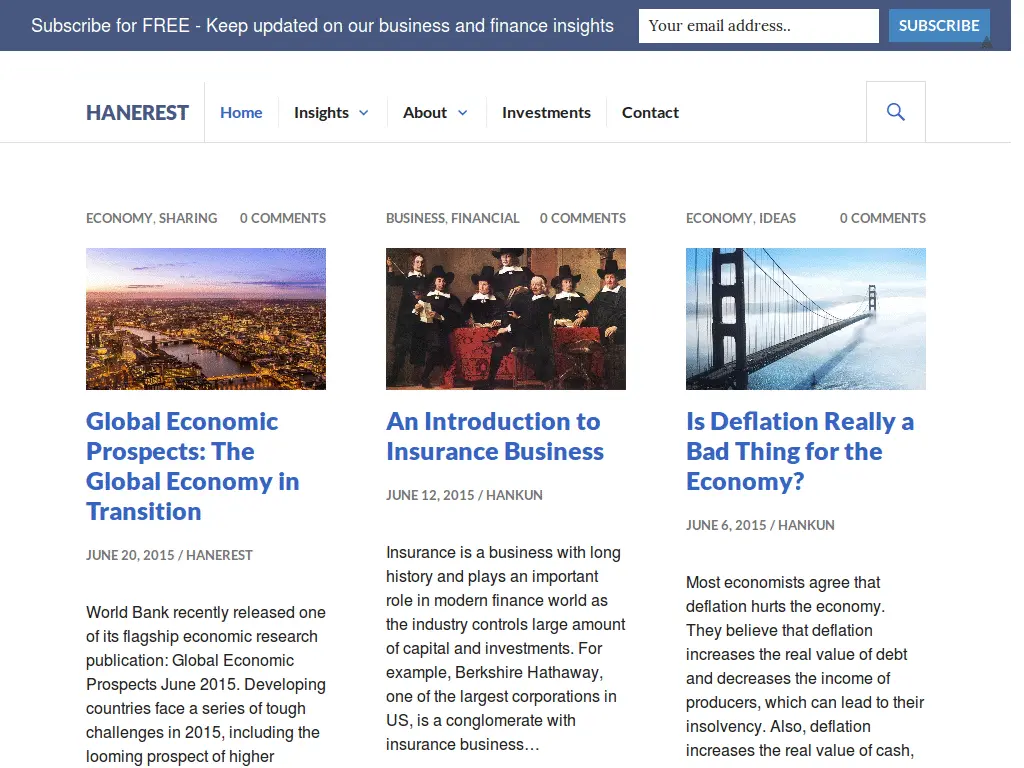 Subscribe for FREE - Keep updated on our business and finance insights
Your email address..
SUBSCRIBE
HANEREST
Home
Insights
About
Investments
Contact
ECONOMY, SHARING
0 COMMENTS
Global Economic
Prospects: The
Global Economy in
Transition
JUNE 20, 2015 / HANEREST
World Bank recently released one
of its flagship economic research
publication: Global Economic
Prospects June 2015. Developing
countries face a series of tough
challenges in 2015, including the
looming prospect of higher
BUSINESS, FINANCIAL
0 COMMENTS
An Introduction to
Insurance Business
JUNE 12, 2015 / HANKUN
Insurance is a business with long
history and plays an important
role in modern finance world as
the industry controls large amount
of capital and investments. For
example, Berkshire Hathaway,
one of the largest corporations in
US, is a conglomerate with
insurance business…
ECONOMY, IDEAS
0 COMMENTS
Is Deflation Really a
Bad Thing for the
Economy?
JUNE 6, 2015 / HANKUN
Most economists agree that
deflation hurts the economy.
They believe that deflation
increases the real value of debt
and decreases the income of
producers, which can lead to their
insolvency. Also, deflation
increases the real value of cash,